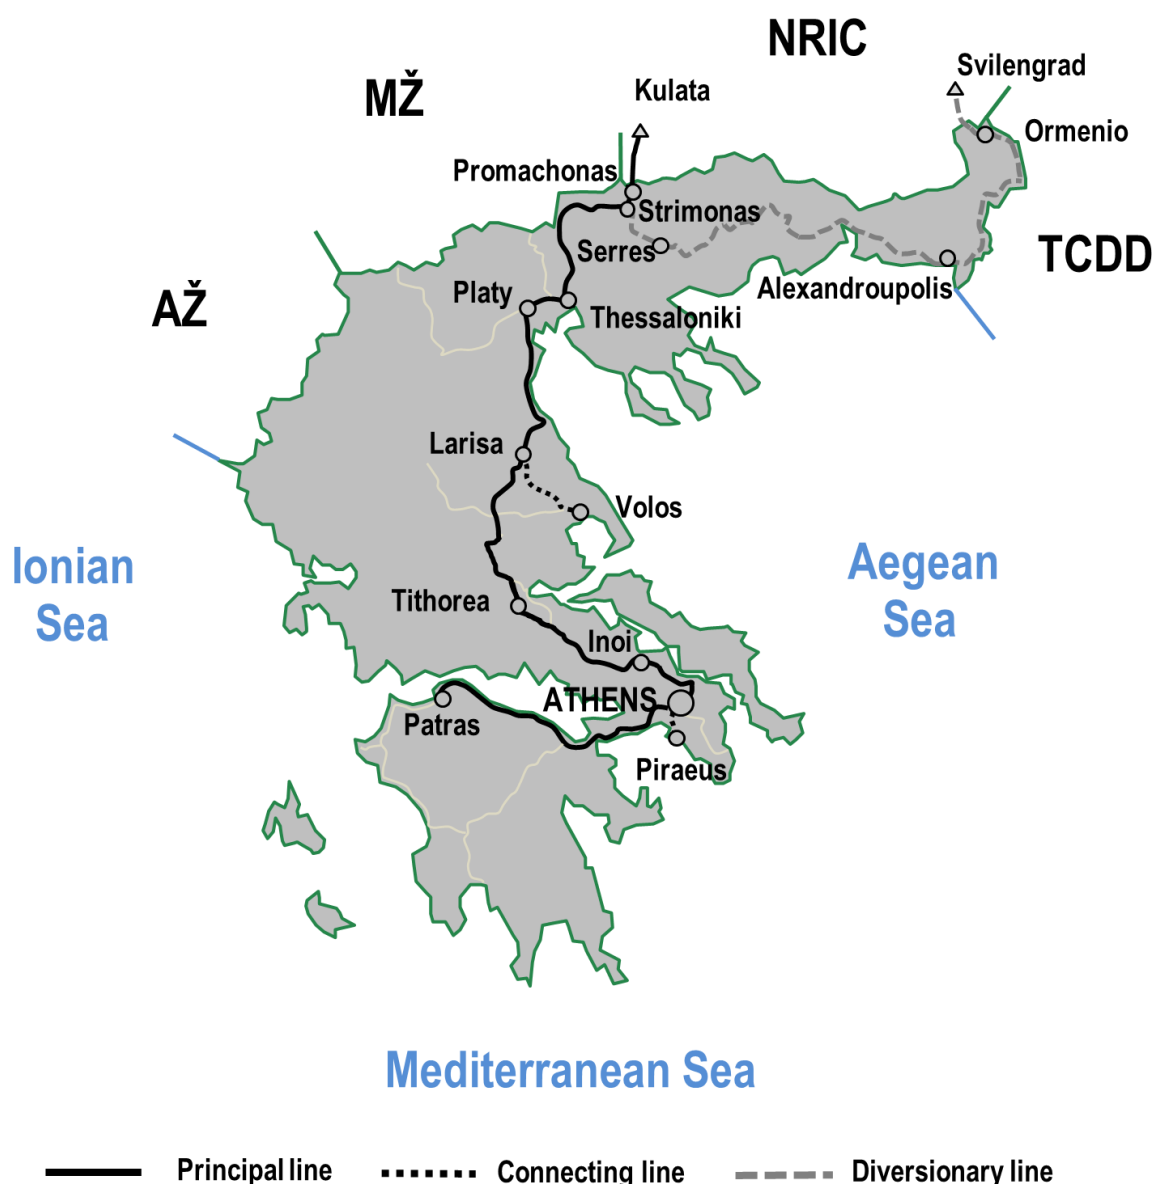 NRIC
Svilengrad
MŽ
Kulata
Ormenio
Promachonas
Strimonas
Serres
TCDD
Alexandroupolis
AŽ
Platy
Thessaloniki
Larisa
Volos
Ionian
Sea
Aegean
Sea
Tithorea
Inoi
ATHENS
Patras
Piraeus
Mediterranean Sea
Principal line
Connecting line
Diversionary line